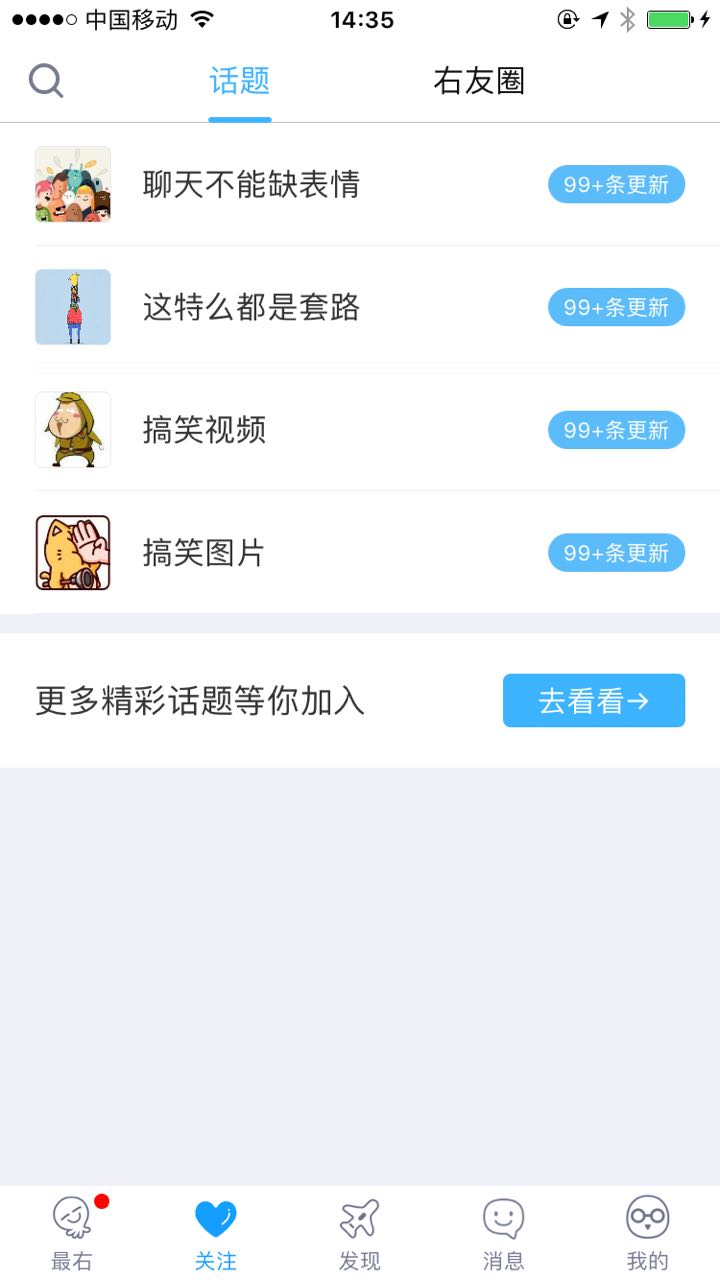 中国移动 14:35
话题 右友圈
聊天不能缺表情 99+条更新
这特么都是套路 99+条更新
搞笑视频 99+条更新
搞笑图片 99+条更新
更多精彩话题等你加入 去看看→
最右 关注 发现 消息 我的